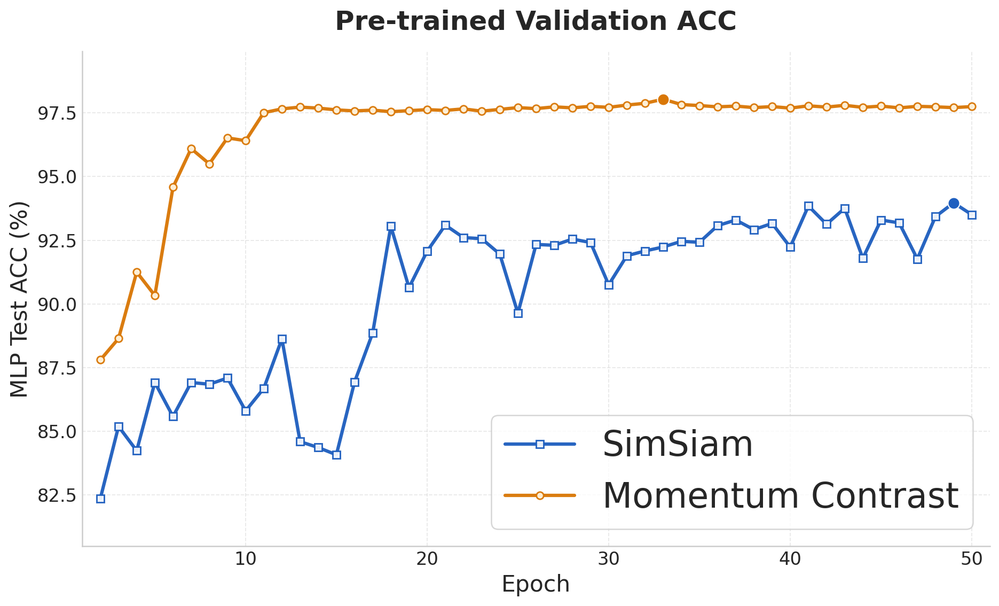 Pre-trained Validation ACC
MLP Test ACC (%)
97.5
95.0
92.5
90.0
87.5
85.0
82.5
SimSiam
Momentum Contrast
10
20
30
40
50
Epoch